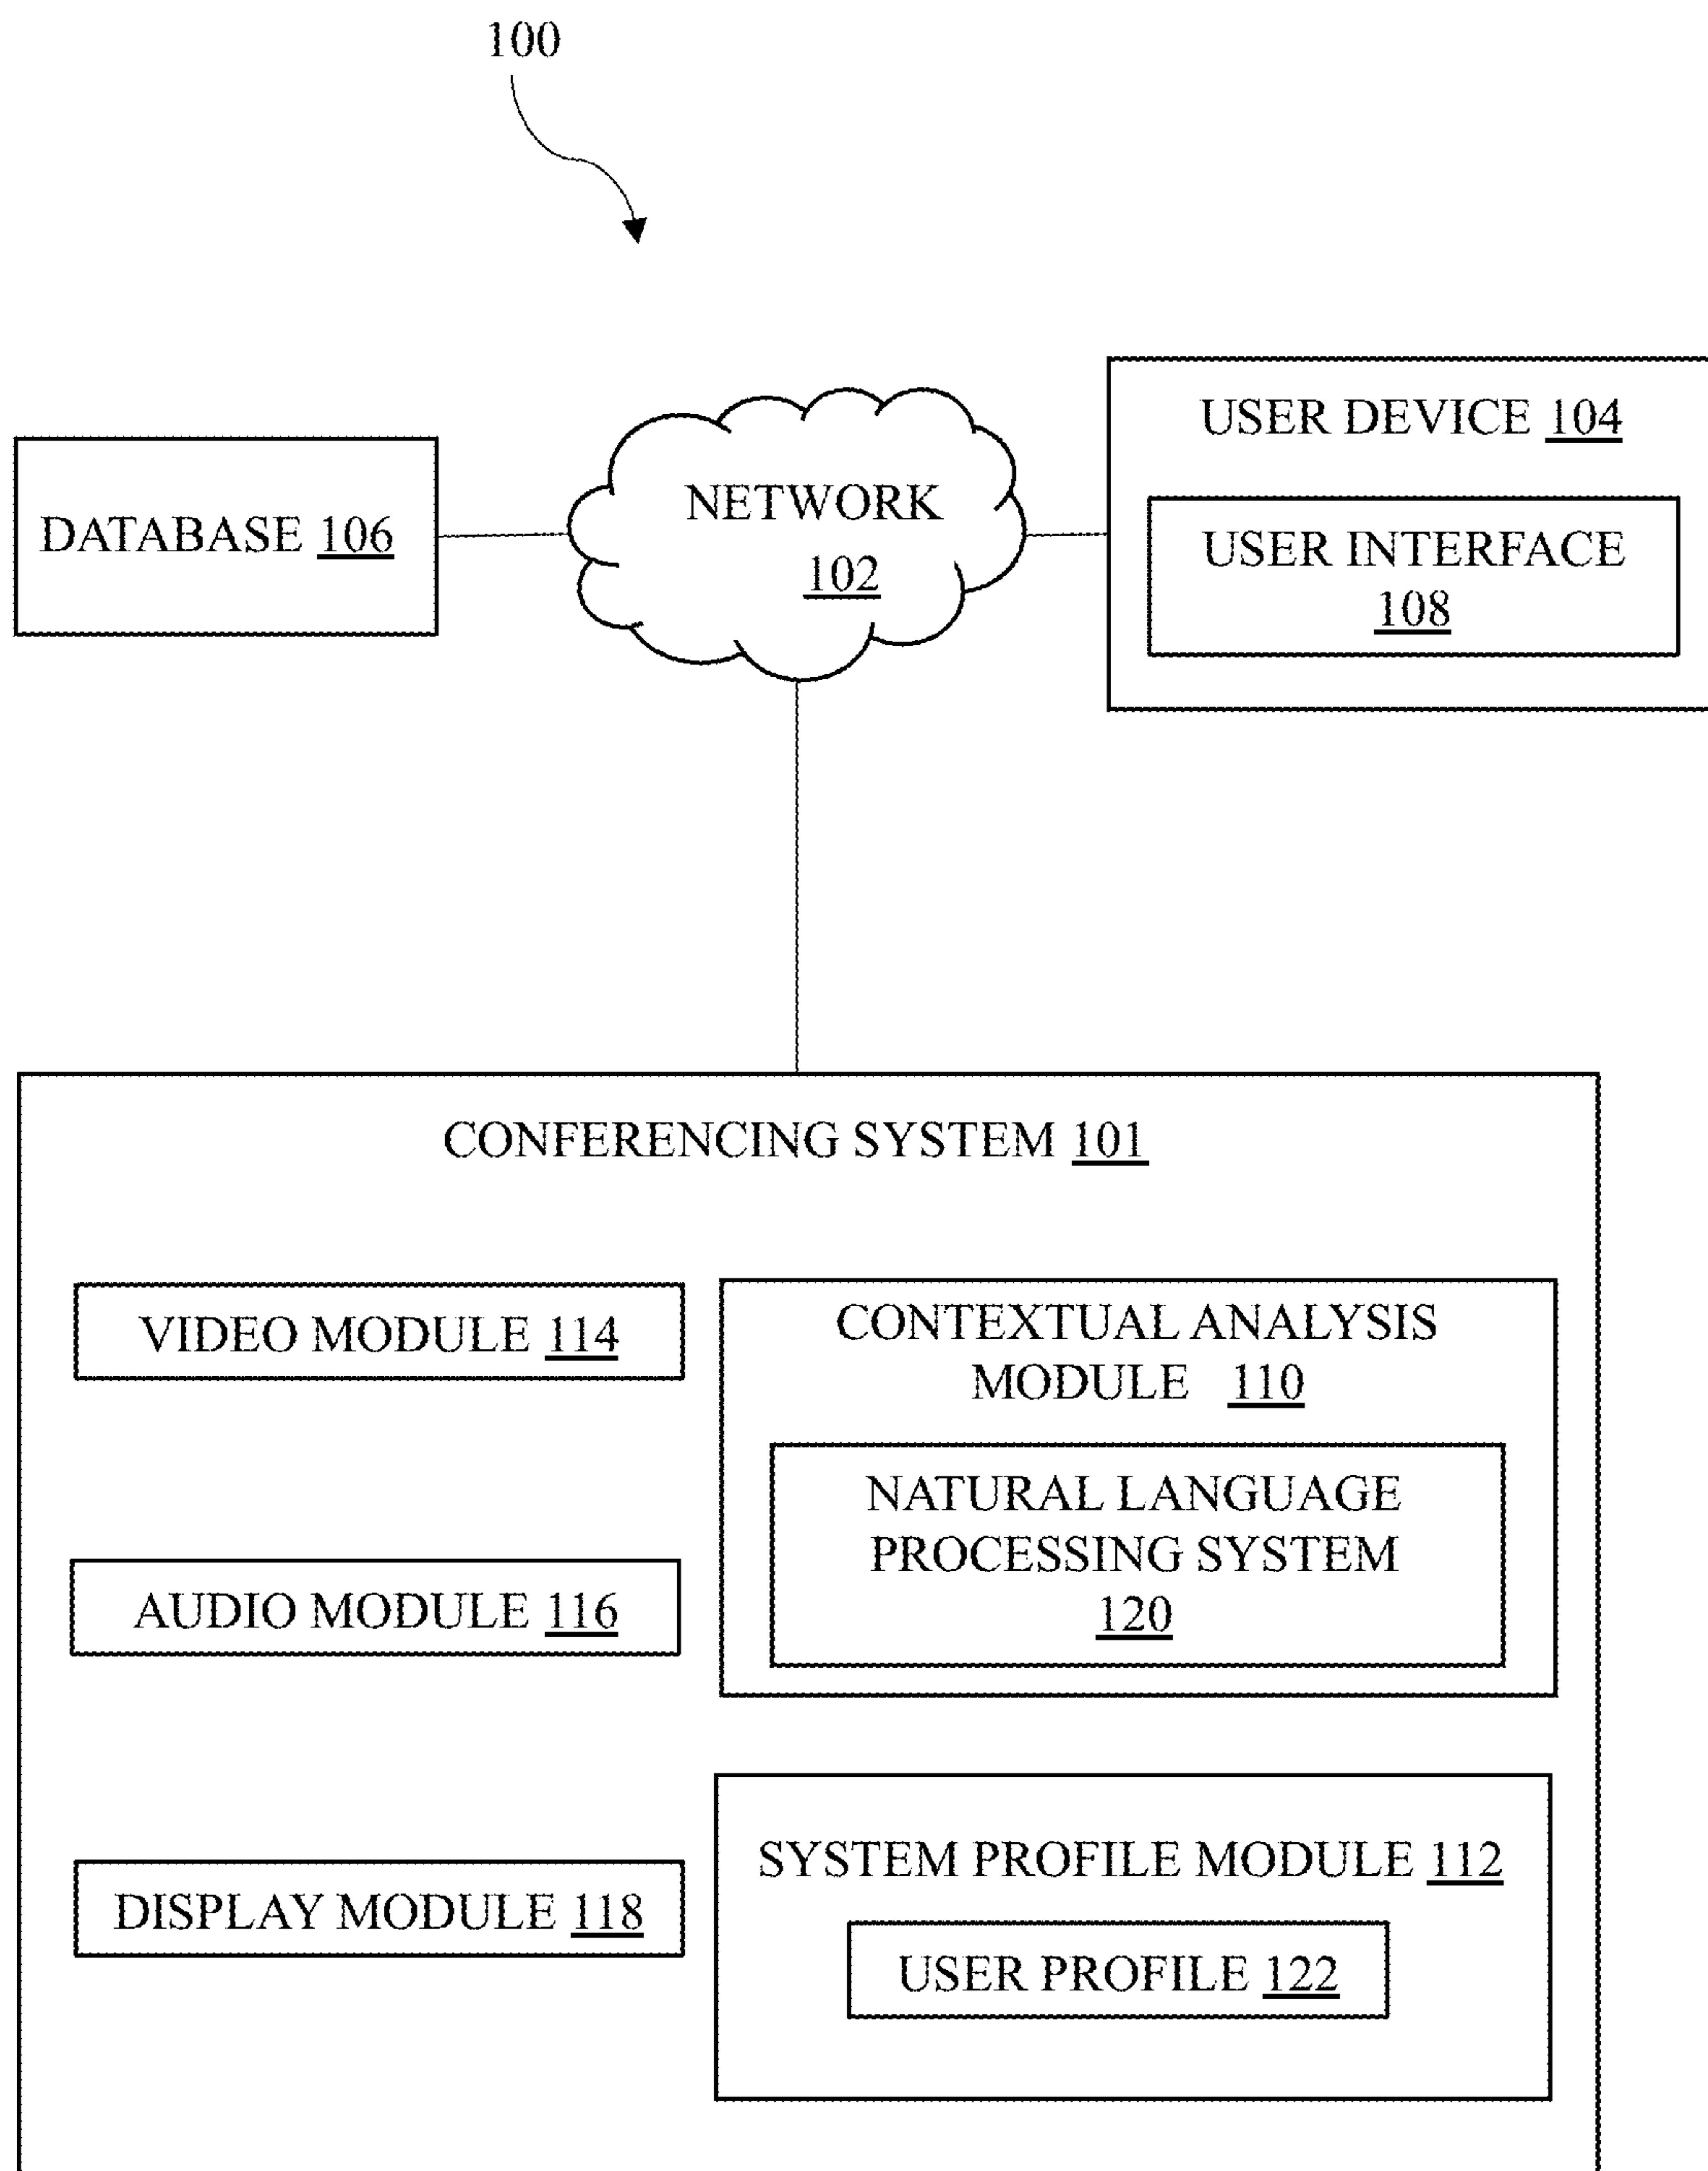 100
DATABASE 106
NETWORK
102
USER DEVICE 104
USER INTERFACE
108
CONFERENCING SYSTEM 101
VIDEO MODULE 114
AUDIO MODULE 116
DISPLAY MODULE 118
CONTEXTUAL ANALYSIS
MODULE 110
NATURAL LANGUAGE
PROCESSING SYSTEM
120
SYSTEM PROFILE MODULE 112
USER PROFILE 122